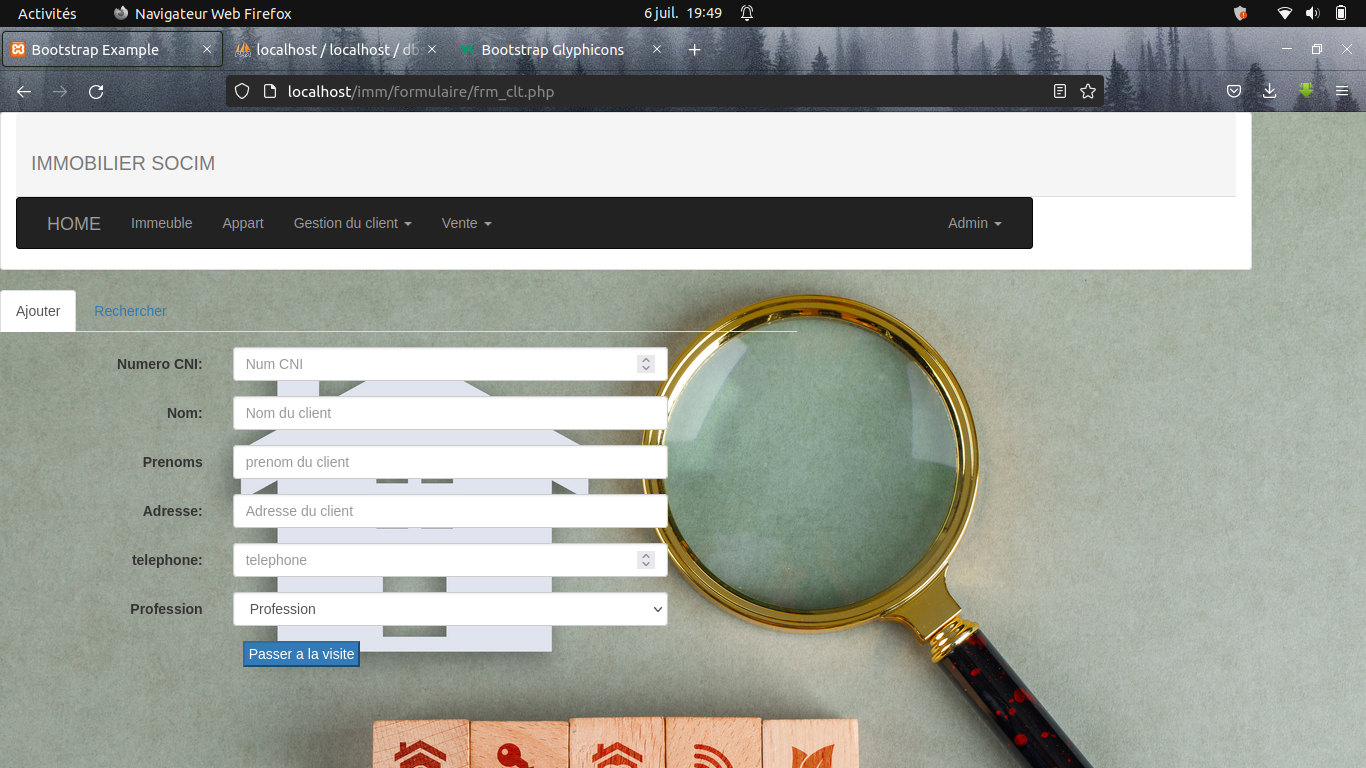 Activités Navigateur Web Firefox 6 juil. 19:49
Bootstrap Example localhost / localhost / db Bootstrap Glyphicons
localhost/imm/formulaire/frm_clt.php
IMMOBILIER SOCIM
HOME Immeuble Appart Gestion du client Vente Admin
Ajouter Rechercher
Numero CNI: Num CNI
Nom: Nom du client
Prenoms prenom du client
Adresse: Adresse du client
telephone: telephone
Profession Profession
Passer a la visite